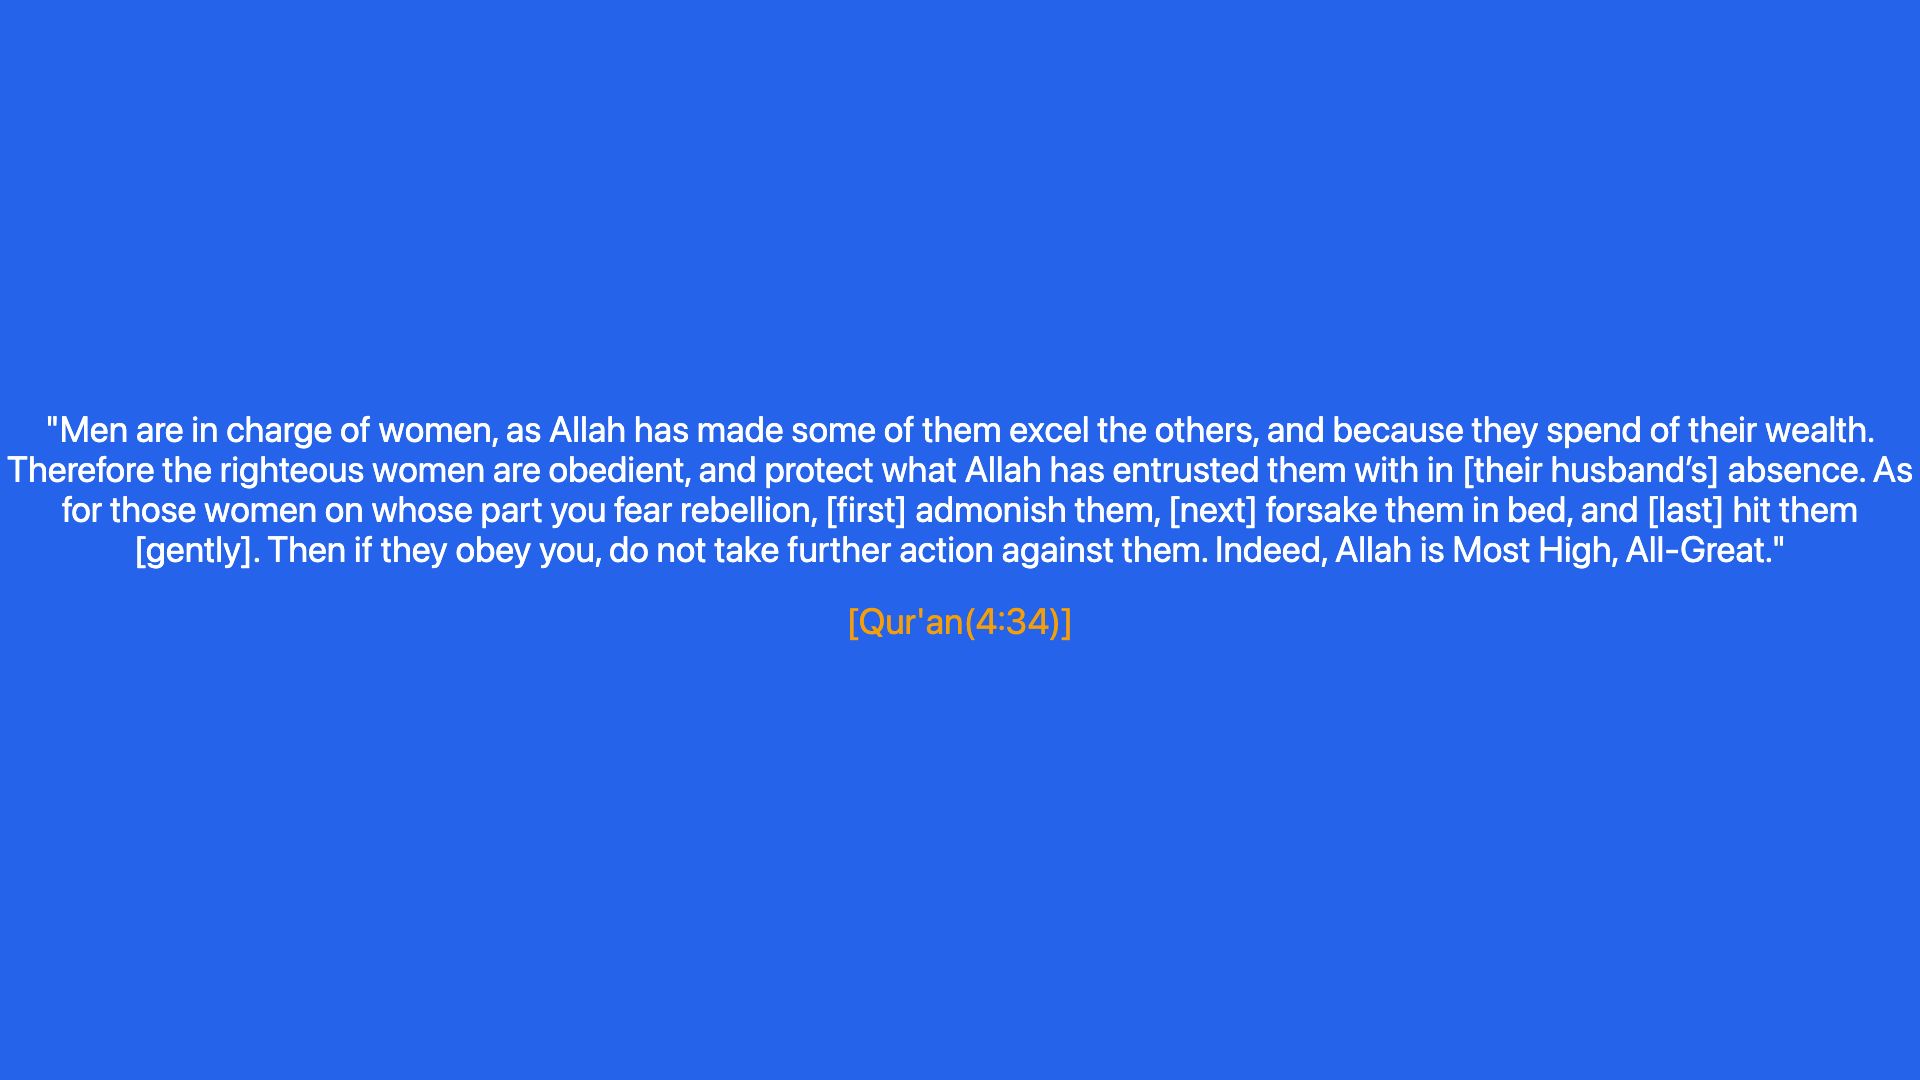 "Men are in charge of women, as Allah has made some of them excel the others, and because they spend of their wealth.
Therefore the righteous women are obedient, and protect what Allah has entrusted them with in [their husband’s] absence. As
for those women on whose part you fear rebellion, [first] admonish them, [next] forsake them in bed, and [last] hit them
[gently]. Then if they obey you, do not take further action against them. Indeed, Allah is Most High, All-Great."
[Qur'an(4:34)]